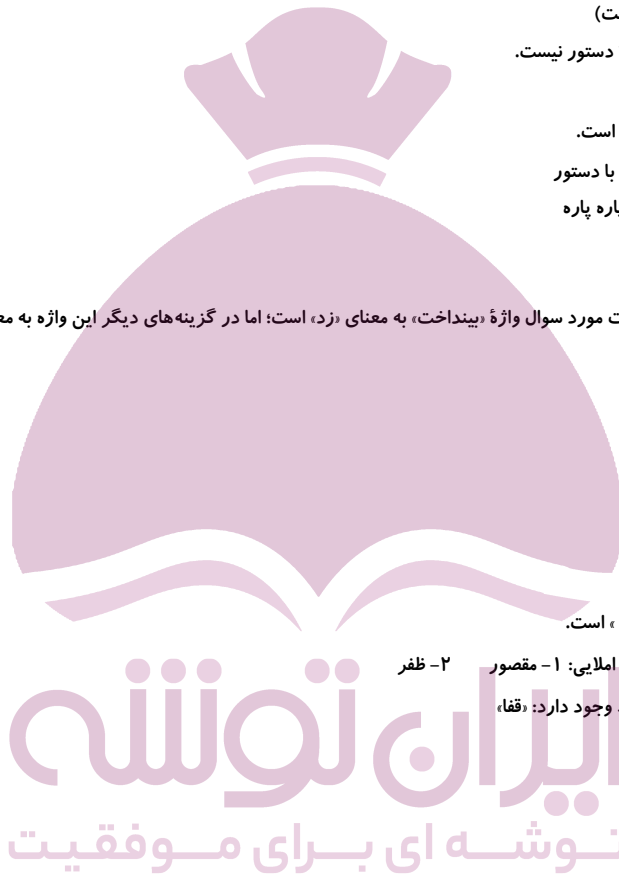 ت)
دستور نیست.
است.
با دستور
پاره پاره
ت مورد سوال واژهٔ «بینداخت» به معنای «زد» است؛ اما در گزینه‌های دیگر این واژه به مع
» است.
املایی: ۱- مقصور ۲- ظفر
وجود دارد: «قفا»
ایران توشه
توشه ای برای موفقیت